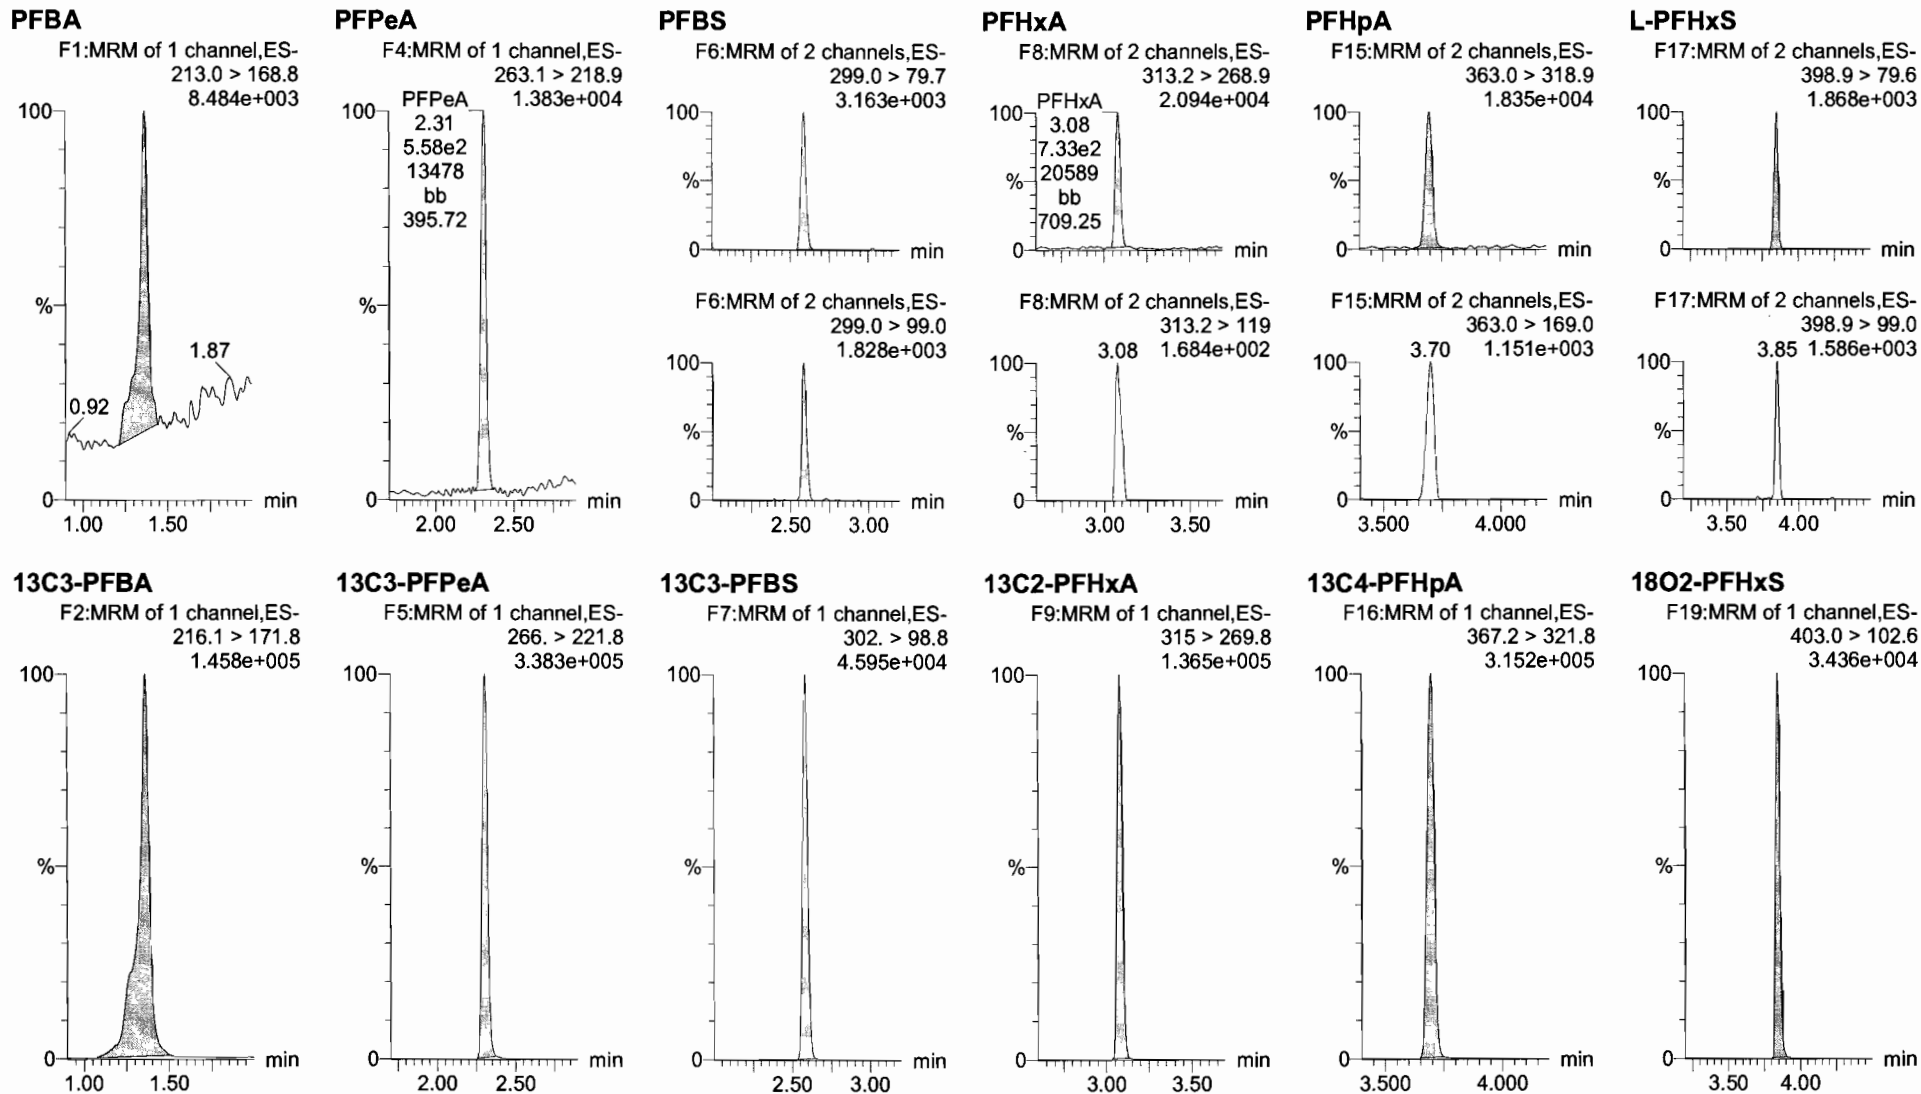 PFBA
F1:MRM of 1 channel,ES-
213.0 > 168.8
8.484e+003
100
%
0
0.92
1.87
min
1.00 1.50
PFPeA
F4:MRM of 1 channel,ES-
263.1 > 218.9
1.383e+004
PFPeA
2.31
5.58e2
13478
bb
395.72
100
%
0
min
2.00 2.50
PFBS
F6:MRM of 2 channels,ES-
299.0 > 79.7
3.163e+003
100
%
0
min
F6:MRM of 2 channels,ES-
299.0 > 99.0
1.828e+003
100
%
0
min
2.50 3.00
PFHxA
F8:MRM of 2 channels,ES-
313.2 > 268.9
2.094e+004
PFHxA
3.08
7.33e2
20589
bb
709.25
100
%
0
min
F8:MRM of 2 channels,ES-
313.2 > 119
3.08 1.684e+002
100
%
0
min
3.00 3.50
PFHpA
F15:MRM of 2 channels,ES-
363.0 > 318.9
1.835e+004
100
%
0
min
F15:MRM of 2 channels,ES-
363.0 > 169.0
3.70 1.151e+003
100
%
0
min
3.500 4.000
L-PFHxS
F17:MRM of 2 channels,ES-
398.9 > 79.6
1.868e+003
100
%
0
min
F17:MRM of 2 channels,ES-
398.9 > 99.0
3.85 1.586e+003
100
%
0
min
3.50 4.00
13C3-PFBA
F2:MRM of 1 channel,ES-
216.1 > 171.8
1.458e+005
100
%
0
min
1.00 1.50
13C3-PFPeA
F5:MRM of 1 channel,ES-
266. > 221.8
3.383e+005
100
%
0
min
2.00 2.50
13C3-PFBS
F7:MRM of 1 channel,ES-
302. > 98.8
4.595e+004
100
%
0
min
2.50 3.00
13C2-PFHxA
F9:MRM of 1 channel,ES-
315 > 269.8
1.365e+005
100
%
0
min
3.00 3.50
13C4-PFHpA
F16:MRM of 1 channel,ES-
367.2 > 321.8
3.152e+005
100
%
0
min
3.500 4.000
18O2-PFHxS
F19:MRM of 1 channel,ES-
403.0 > 102.6
3.436e+004
100
%
0
min
3.50 4.00